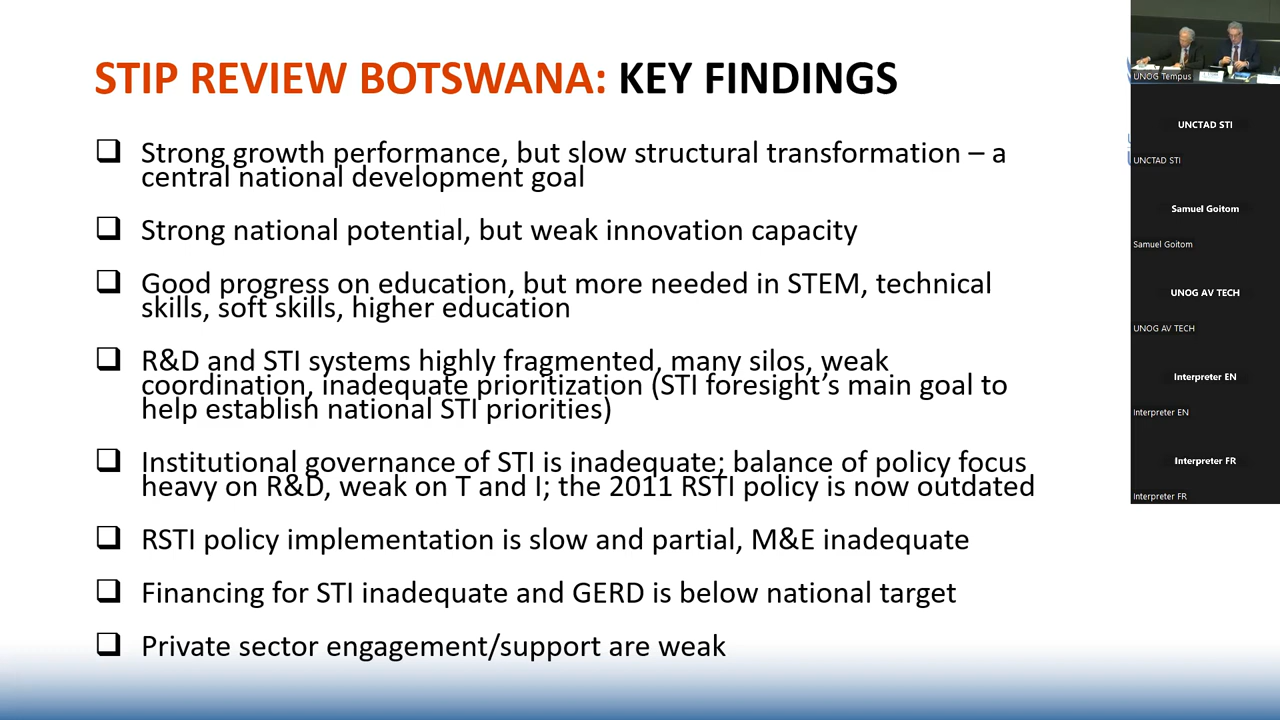 STIP REVIEW BOTSWANA: KEY FINDINGS
❑ Strong growth performance, but slow structural transformation – a
central national development goal
❑ Strong national potential, but weak innovation capacity
❑ Good progress on education, but more needed in STEM, technical
skills, soft skills, higher education
❑ R&D and STI systems highly fragmented, many silos, weak
coordination, inadequate prioritization (STI foresight’s main goal to
help establish national STI priorities)
❑ Institutional governance of STI is inadequate; balance of policy focus
heavy on R&D, weak on T and I; the 2011 RSTI policy is now outdated
❑ RSTI policy implementation is slow and partial, M&E inadequate
❑ Financing for STI inadequate and GERD is below national target
❑ Private sector engagement/support are weak
UNOG Tempus
UNCTAD STI
UNCTAD STI
Samuel Goitom
Samuel Goitom
UNOG AV TECH
UNOG AV TECH
Interpreter EN
Interpreter EN
Interpreter FR
Interpreter FR